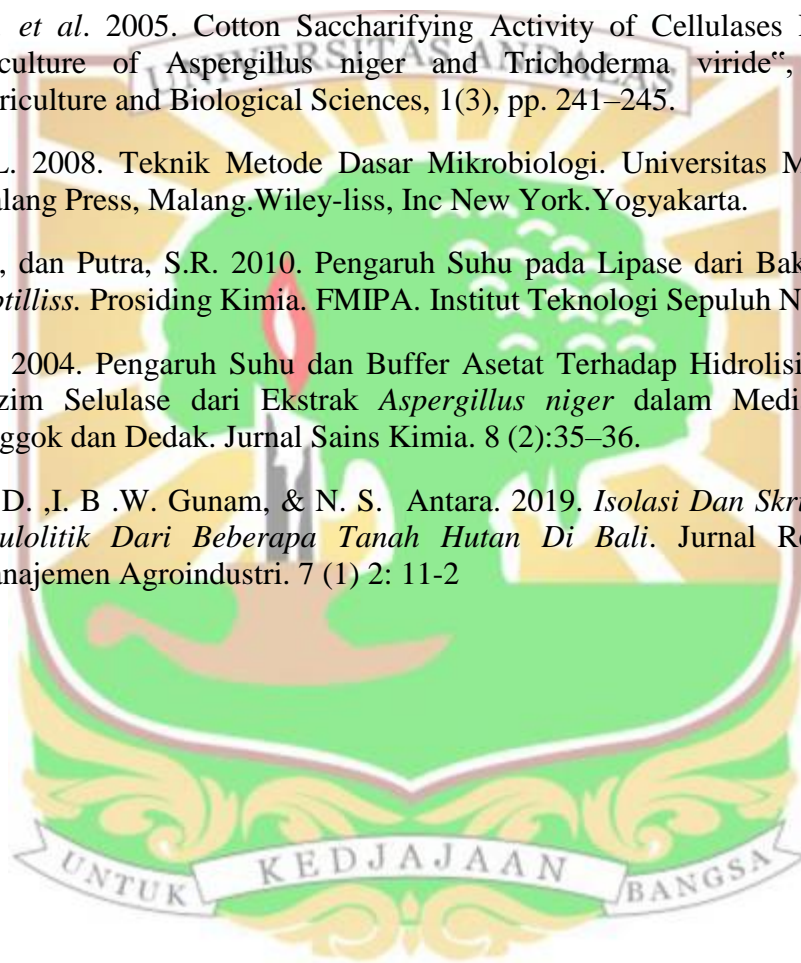 et al. 2005. Cotton Saccharifying Activity of Cellulases
culture of Aspergillus niger and Trichoderma viride“,
riculture and Biological Sciences, 1(3), pp. 241–245.
L. 2008. Teknik Metode Dasar Mikrobiologi. Universitas M
alang Press, Malang.Wiley-liss, Inc New York.Yogyakarta.
, dan Putra, S.R. 2010. Pengaruh Suhu pada Lipase dari Bak
otilliss. Prosiding Kimia. FMIPA. Institut Teknologi Sepuluh N
2004. Pengaruh Suhu dan Buffer Asetat Terhadap Hidrolisi
zim Selulase dari Ekstrak Aspergillus niger dalam Medi
ggok dan Dedak. Jurnal Sains Kimia. 8 (2):35–36.
D. ,I. B .W. Gunam, & N. S. Antara. 2019. Isolasi Dan Skri
ulolitik Dari Beberapa Tanah Hutan Di Bali. Jurnal Re
anajemen Agroindustri. 7 (1) 2: 11-2
UNIVERSITAS ANDALAS
UNTUK KEDJAJAAN BANGSA